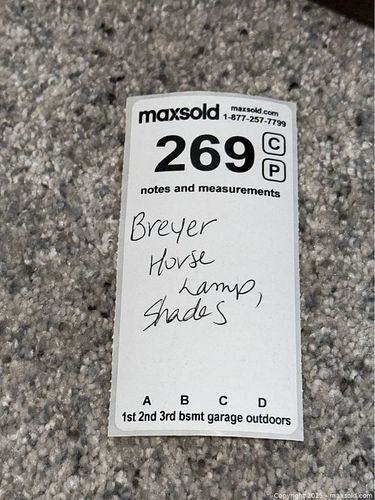 maxsold maxsold.com
1-877-257-7799
269 C
P
notes and measurements
Breyer
Horse
Lamp,
Shades
A B C D
1st 2nd 3rd bsmt garage outdoors
Copyright 2025 - maxsold.com